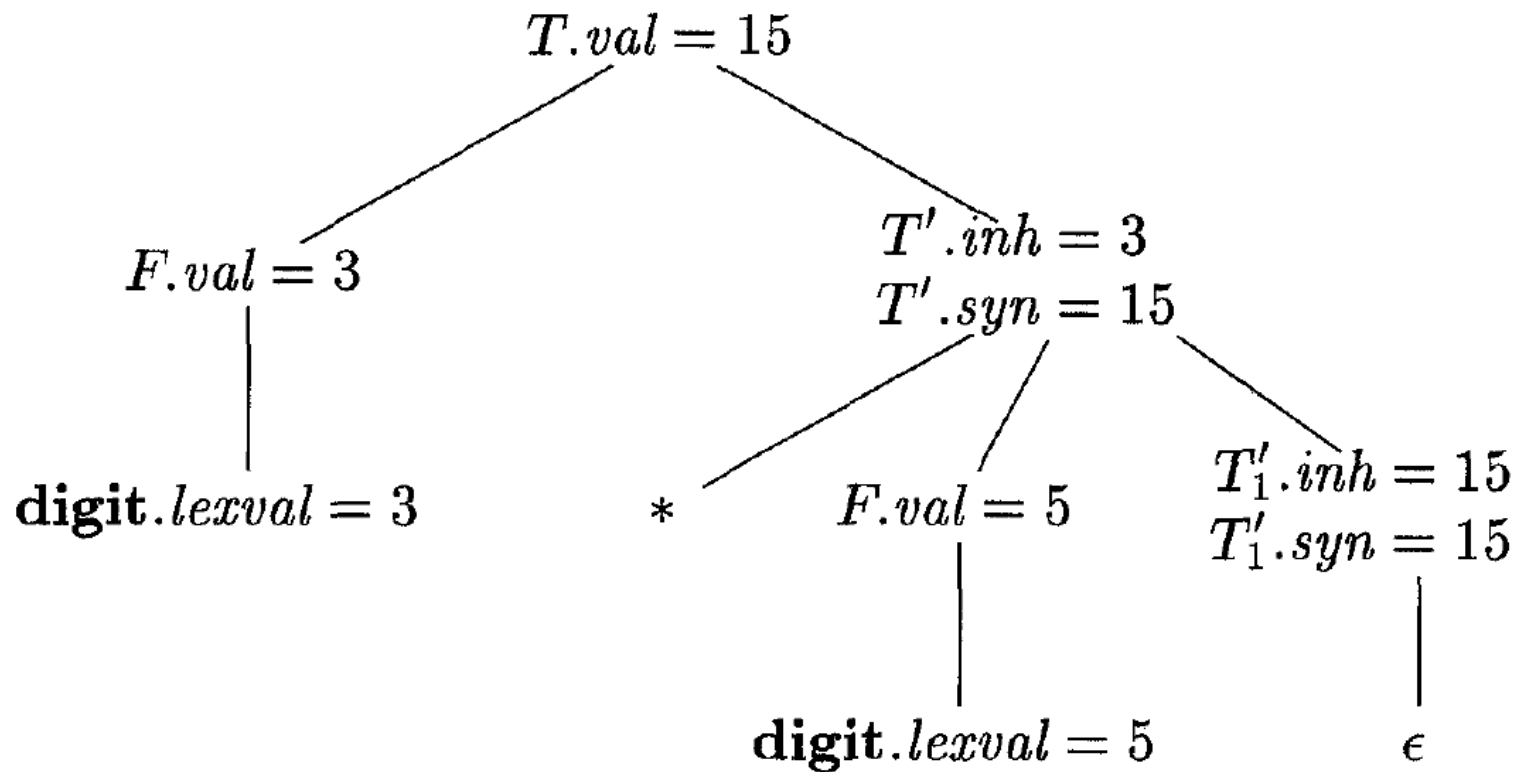 T.val = 15
F.val = 3
T′.inh = 3
T′.syn = 15
digit.lexval = 3
*
F.val = 5
T′₁.inh = 15
T′₁.syn = 15
digit.lexval = 5
ϵ